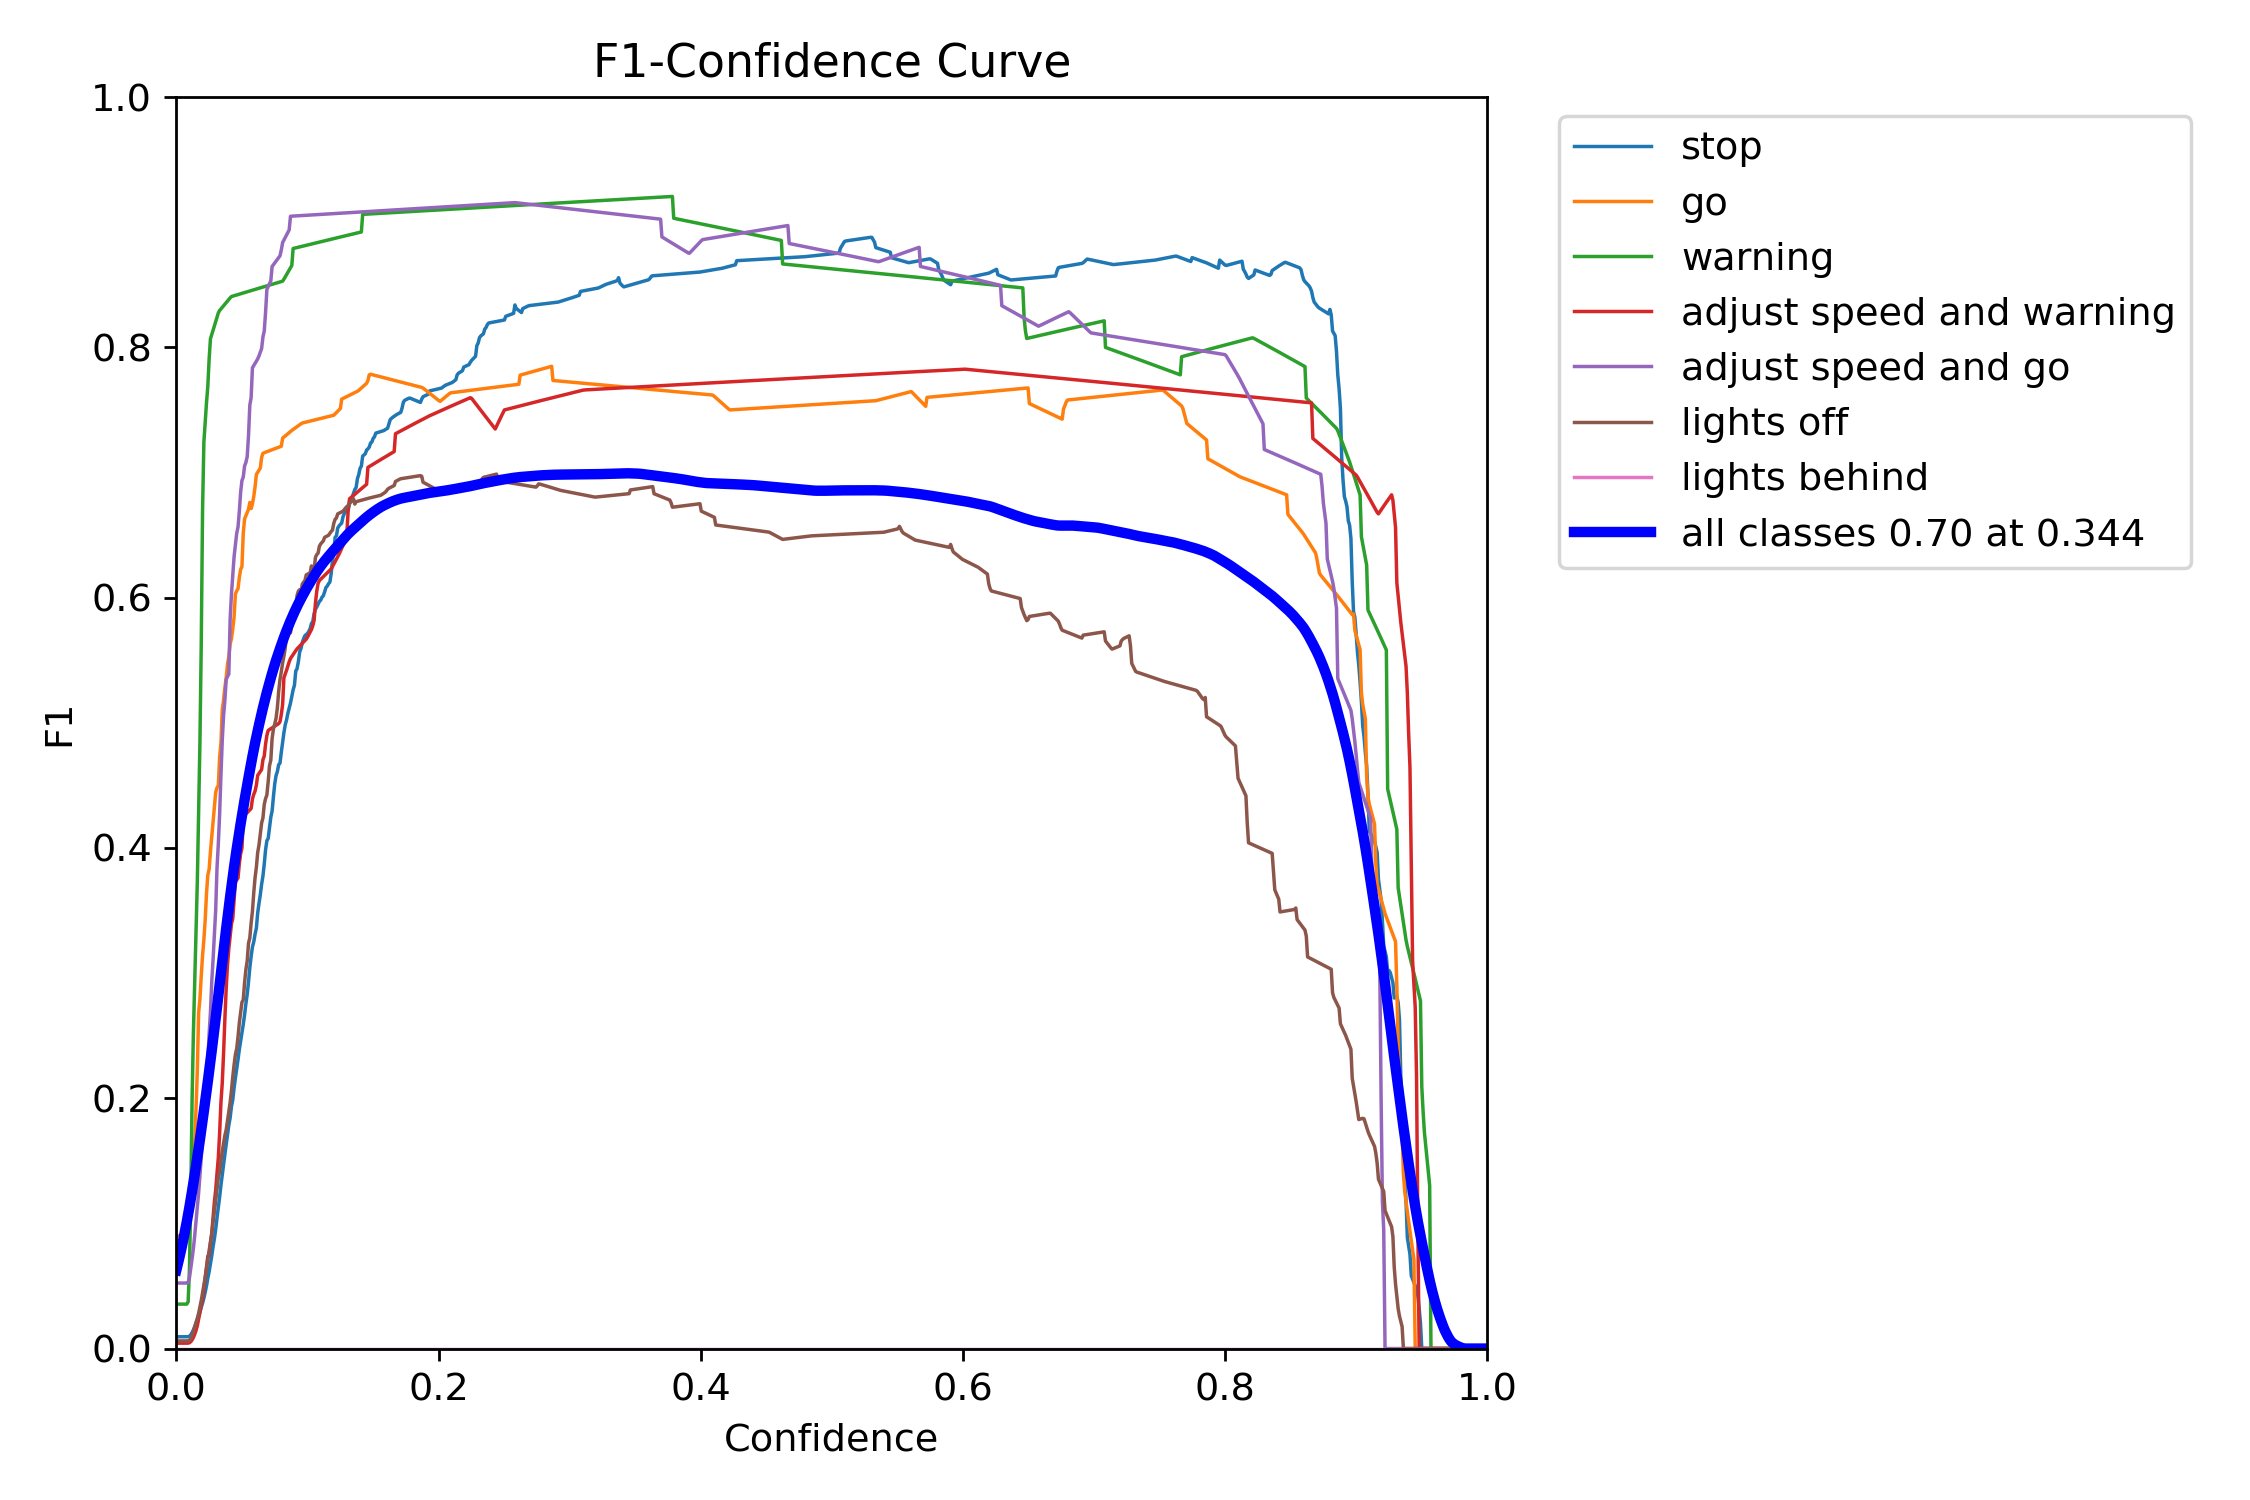 F1-Confidence Curve
1.0
0.8
0.6
0.4
0.2
0.0
F1
0.0 0.2 0.4 0.6 0.8 1.0
Confidence
stop
go
warning
adjust speed and warning
adjust speed and go
lights off
lights behind
all classes 0.70 at 0.344